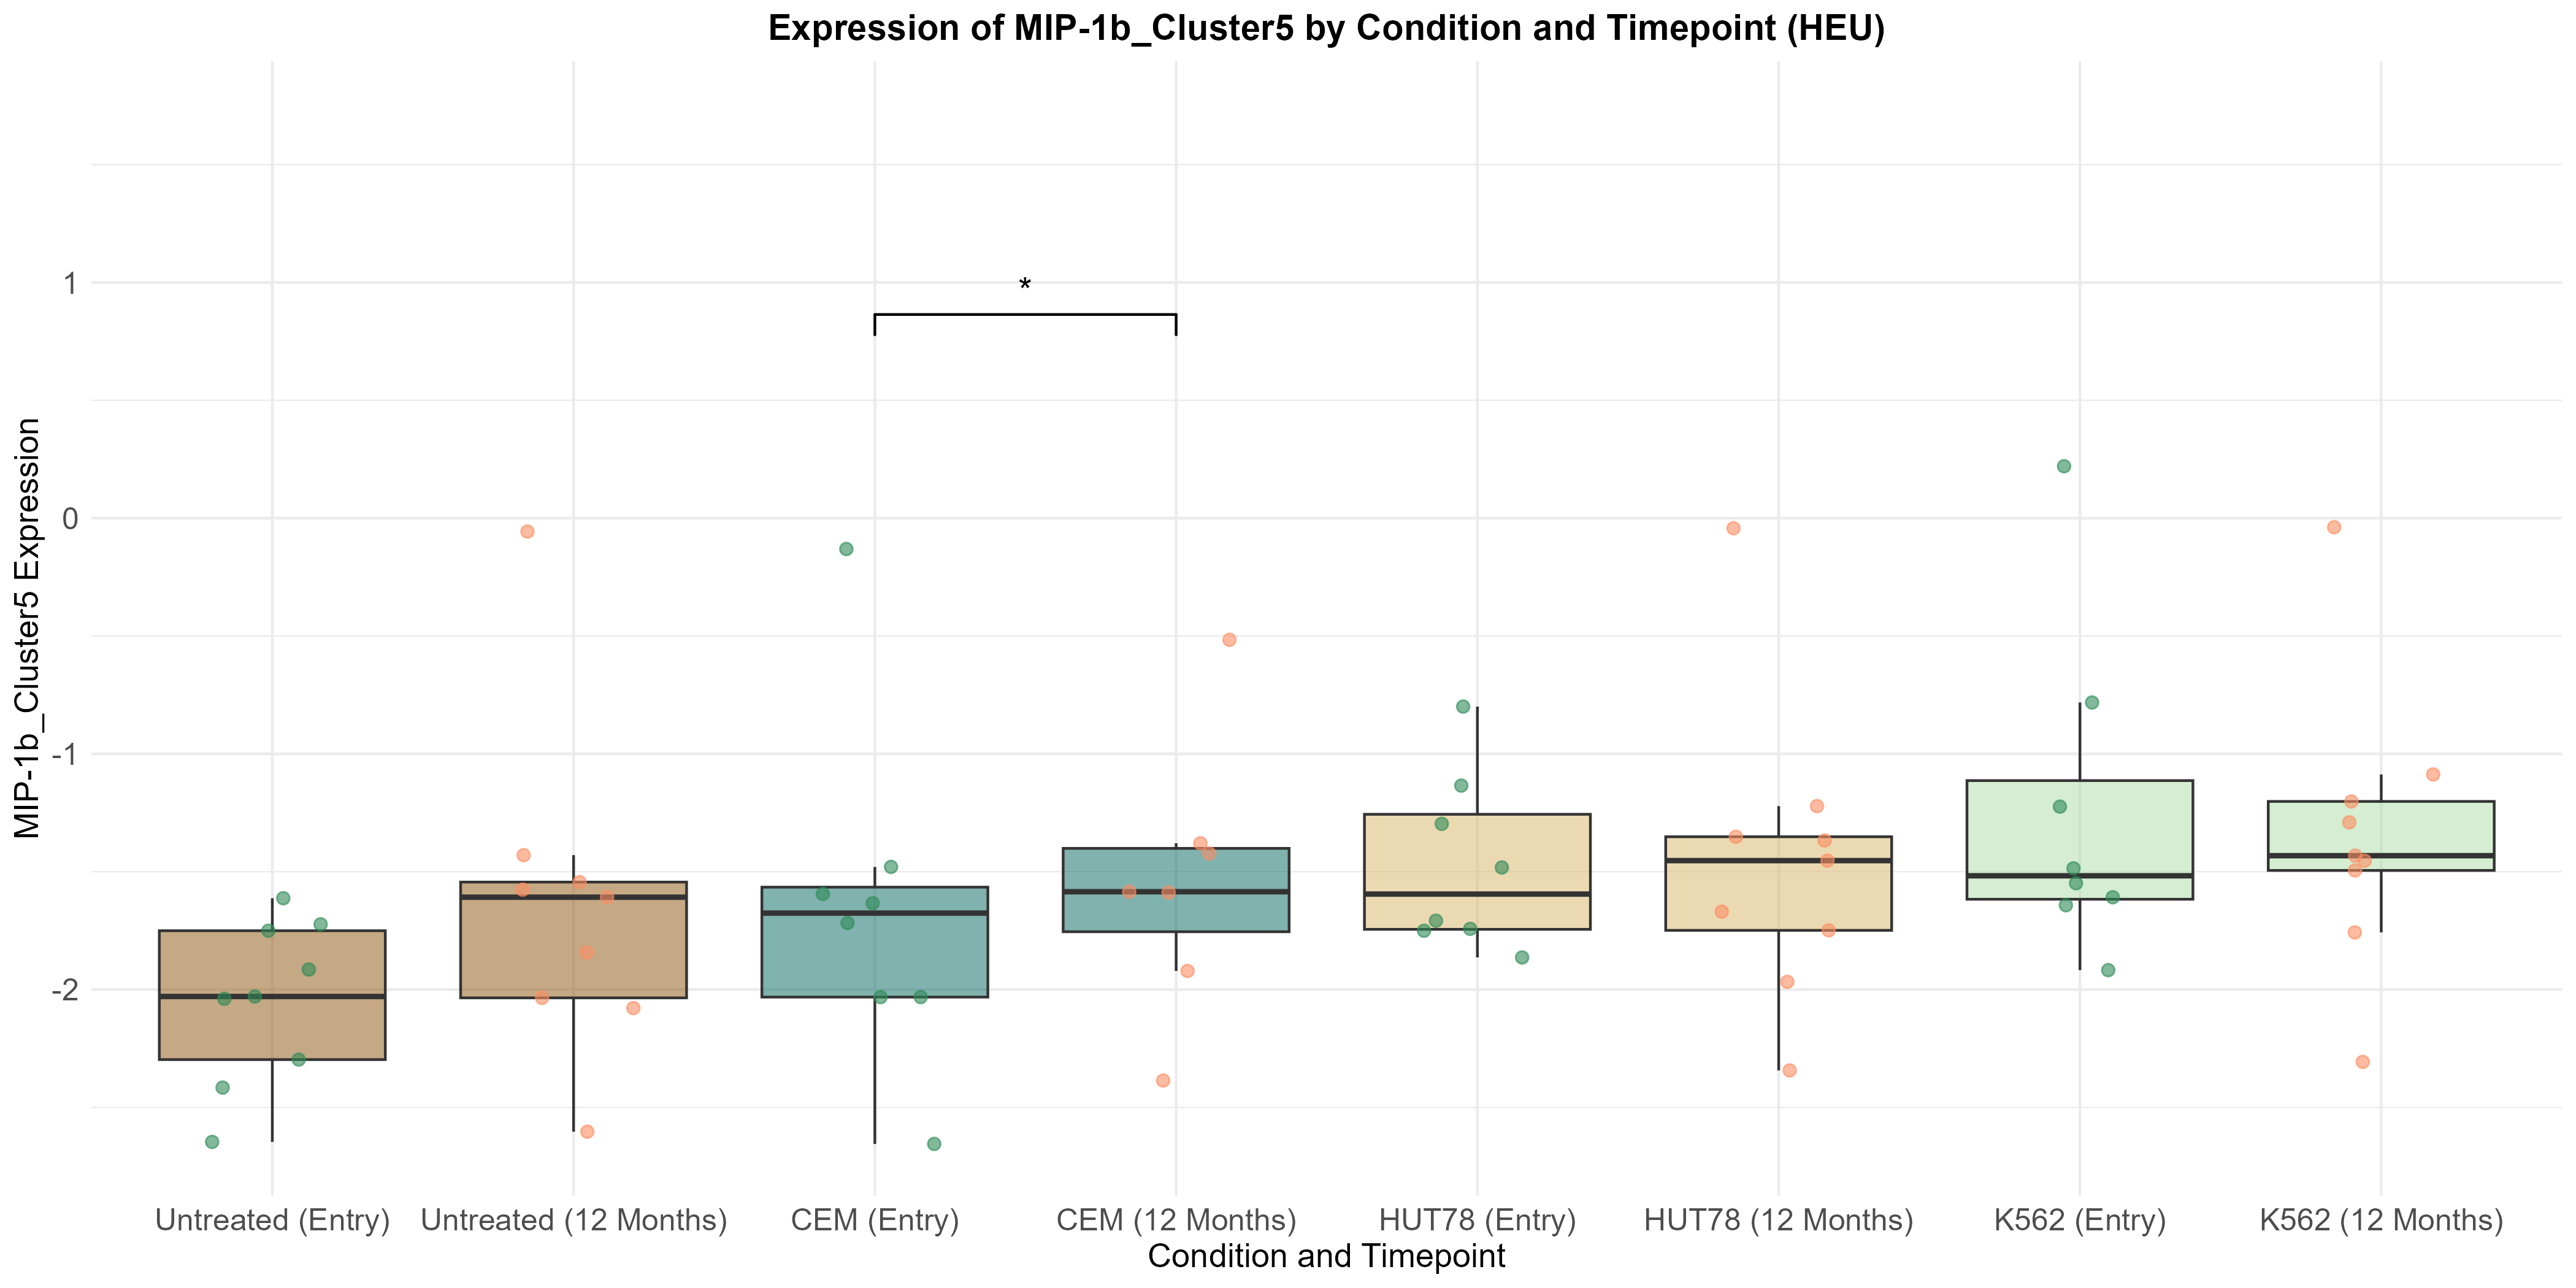 Expression of MIP-1b_Cluster5 by Condition and Timepoint (HEU)
MIP-1b_Cluster5 Expression
1
0
-1
-2
*
Untreated (Entry)
Untreated (12 Months)
CEM (Entry)
CEM (12 Months)
HUT78 (Entry)
HUT78 (12 Months)
K562 (Entry)
K562 (12 Months)
Condition and Timepoint